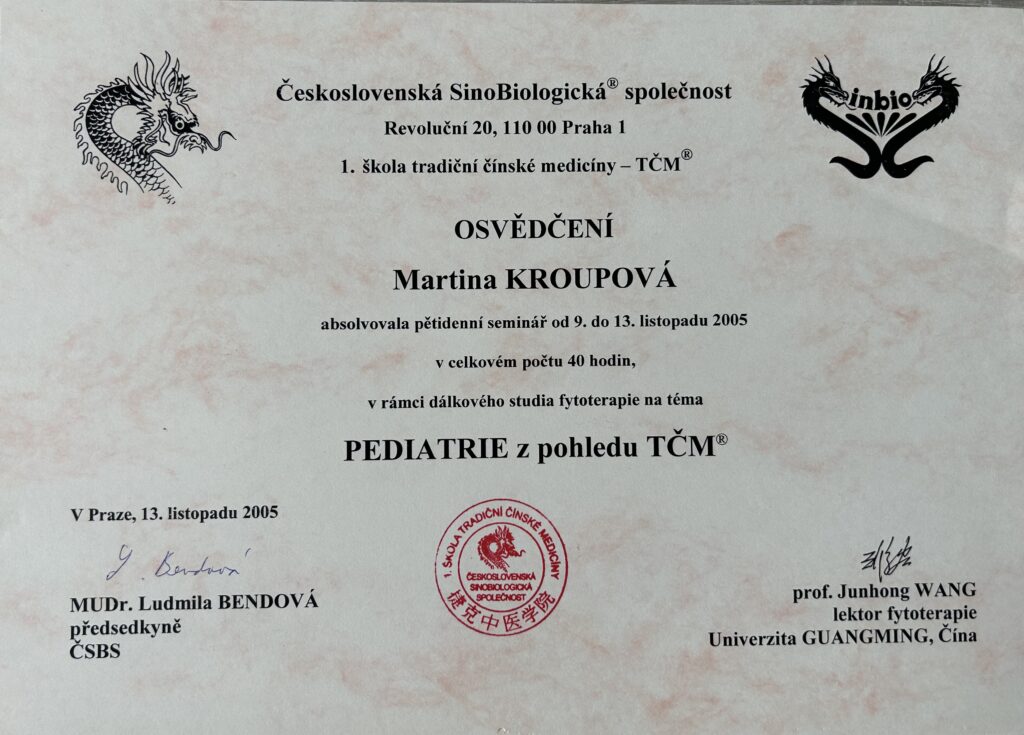 Československá SinoBiologická® společnost
Revoluční 20, 110 00 Praha 1
1. škola tradiční čínské medicíny – TČM®
inbio
OSVĚDČENÍ
Martina KROUPOVÁ
absolvovala pětidenní seminář od 9. do 13. listopadu 2005
v celkovém počtu 40 hodin,
v rámci dálkového studia fytoterapie na téma
PEDIATRIE z pohledu TČM®
V Praze, 13. listopadu 2005
MUDr. Ludmila BENDOVÁ
předsedkyně
ČSBS
1. ŠKOLA TRADIČNÍ ČÍNSKÉ MEDICÍNY
ČESKOSLOVENSKÁ
SINOBIOLOGICKÁ
SPOLEČNOST
捷克中医学院
prof. Junhong WANG
lektor fytoterapie
Univerzita GUANGMING, Čína